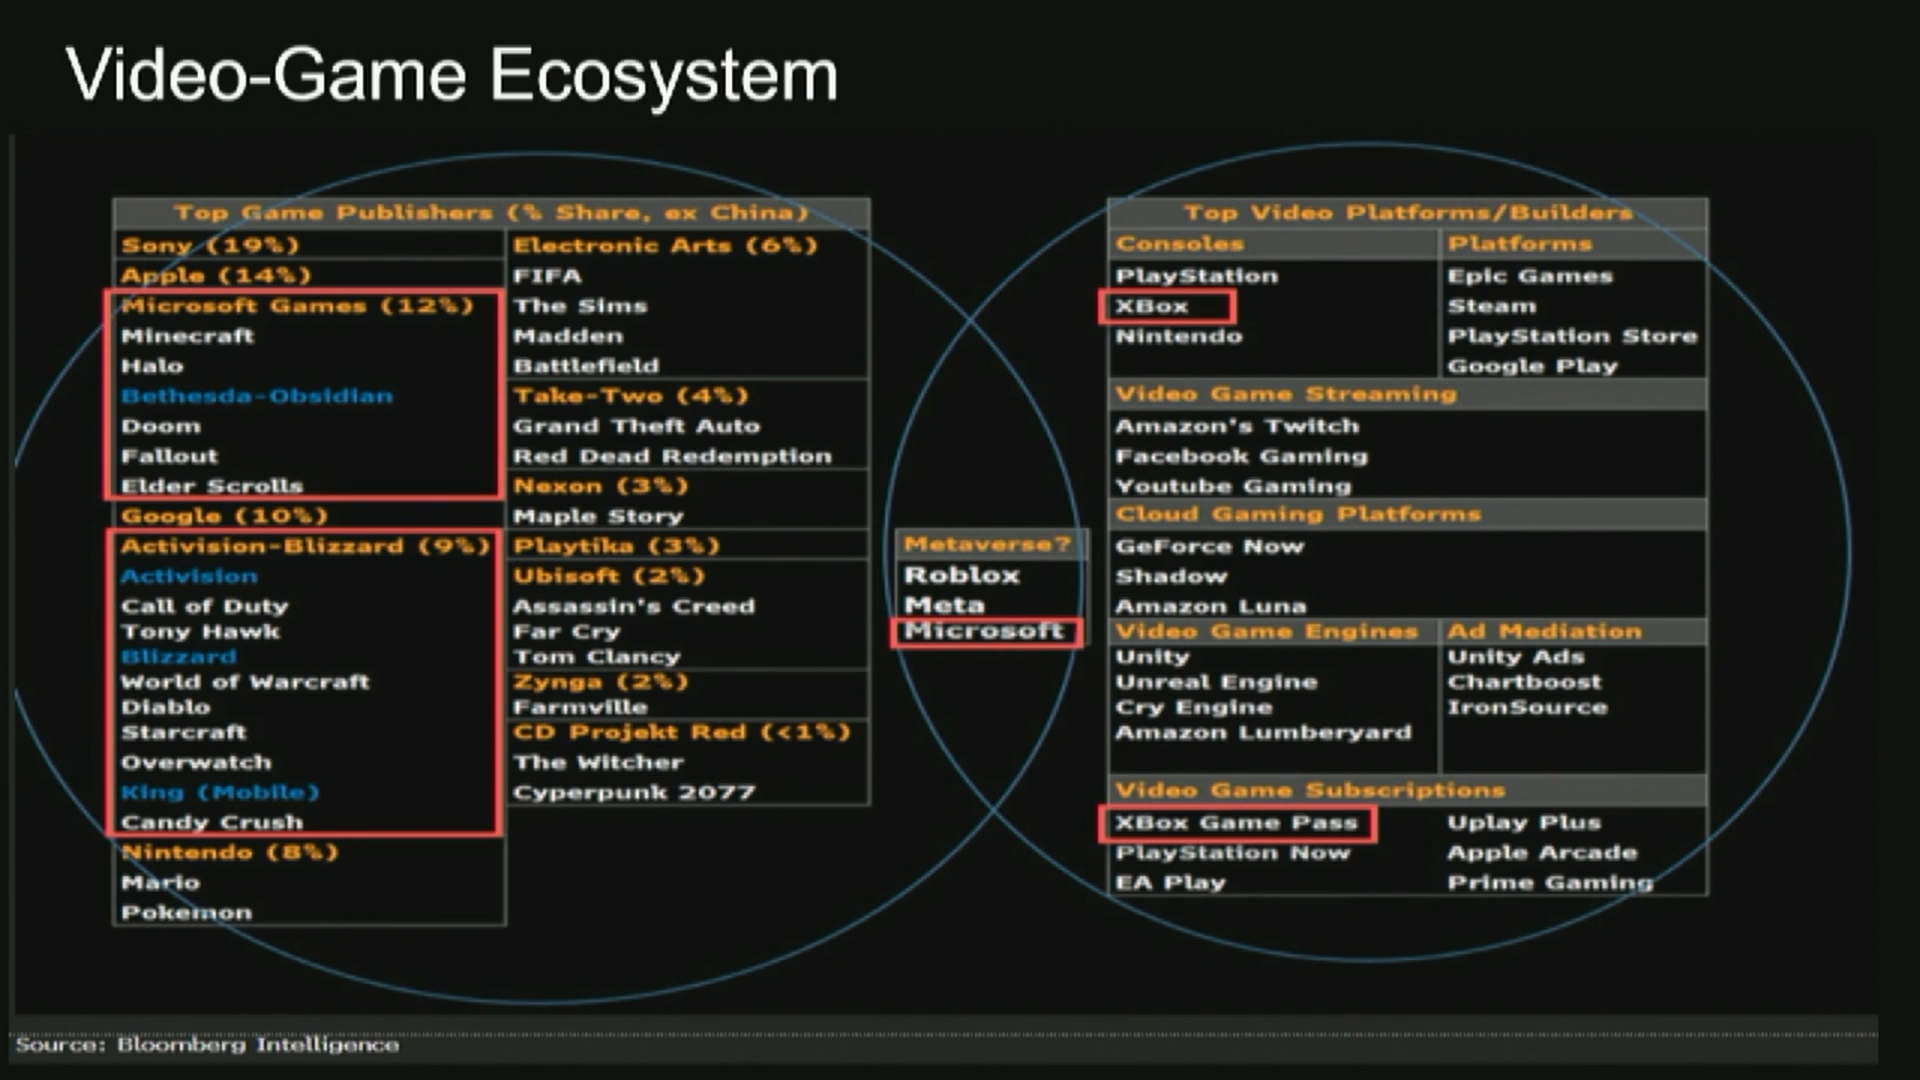 Video-Game Ecosystem
Top Game Publishers (% Share, ex China)
Sony (19%)
Apple (14%)
Microsoft Games (12%)
Minecraft
Halo
Bethesda-Obsidian
Doom
Fallout
Elder Scrolls
Google (10%)
Activision-Blizzard (9%)
Activision
Call of Duty
Tony Hawk
Blizzard
World of Warcraft
Diablo
Starcraft
Overwatch
King (Mobile)
Candy Crush
Nintendo (8%)
Mario
Pokemon
Electronic Arts (6%)
FIFA
The Sims
Madden
Battlefield
Take-Two (4%)
Grand Theft Auto
Red Dead Redemption
Nexon (3%)
Maple Story
Playtika (3%)
Ubisoft (2%)
Assassin's Creed
Far Cry
Tom Clancy
Zynga (2%)
Farmville
CD Projekt Red (<1%)
The Witcher
Cyperpunk 2077
Metaverse?
Roblox
Meta
Microsoft
Top Video Platforms/Builders
Consoles
PlayStation
XBox
Nintendo
Platforms
Epic Games
Steam
PlayStation Store
Google Play
Video Game Streaming
Amazon's Twitch
Facebook Gaming
Youtube Gaming
Cloud Gaming Platforms
GeForce Now
Shadow
Amazon Luna
Video Game Engines
Unity
Unreal Engine
Cry Engine
Amazon Lumberyard
Ad Mediation
Unity Ads
Chartboost
IronSource
Video Game Subscriptions
XBox Game Pass
PlayStation Now
EA Play
Uplay Plus
Apple Arcade
Prime Gaming
Source: Bloomberg Intelligence